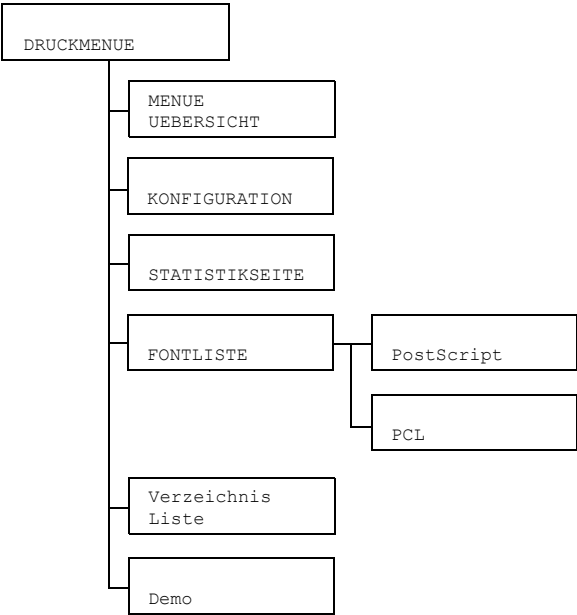 DRUCKMENUE
MENUE
UEBERSICHT
KONFIGURATION
STATISTIKSEITE
FONTLISTE
PostScript
PCL
Verzeichnis
Liste
Demo